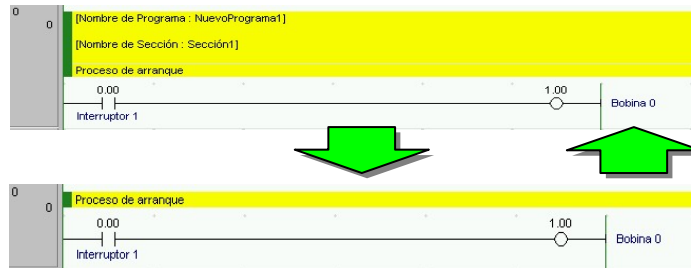 0
0
[Nombre de Programa : NuevoPrograma1]
[Nombre de Sección : Sección1]
Proceso de arranque
0.00
1.00
Bobina 0
Interruptor 1
0
0
Proceso de arranque
0.00
1.00
Bobina 0
Interruptor 1